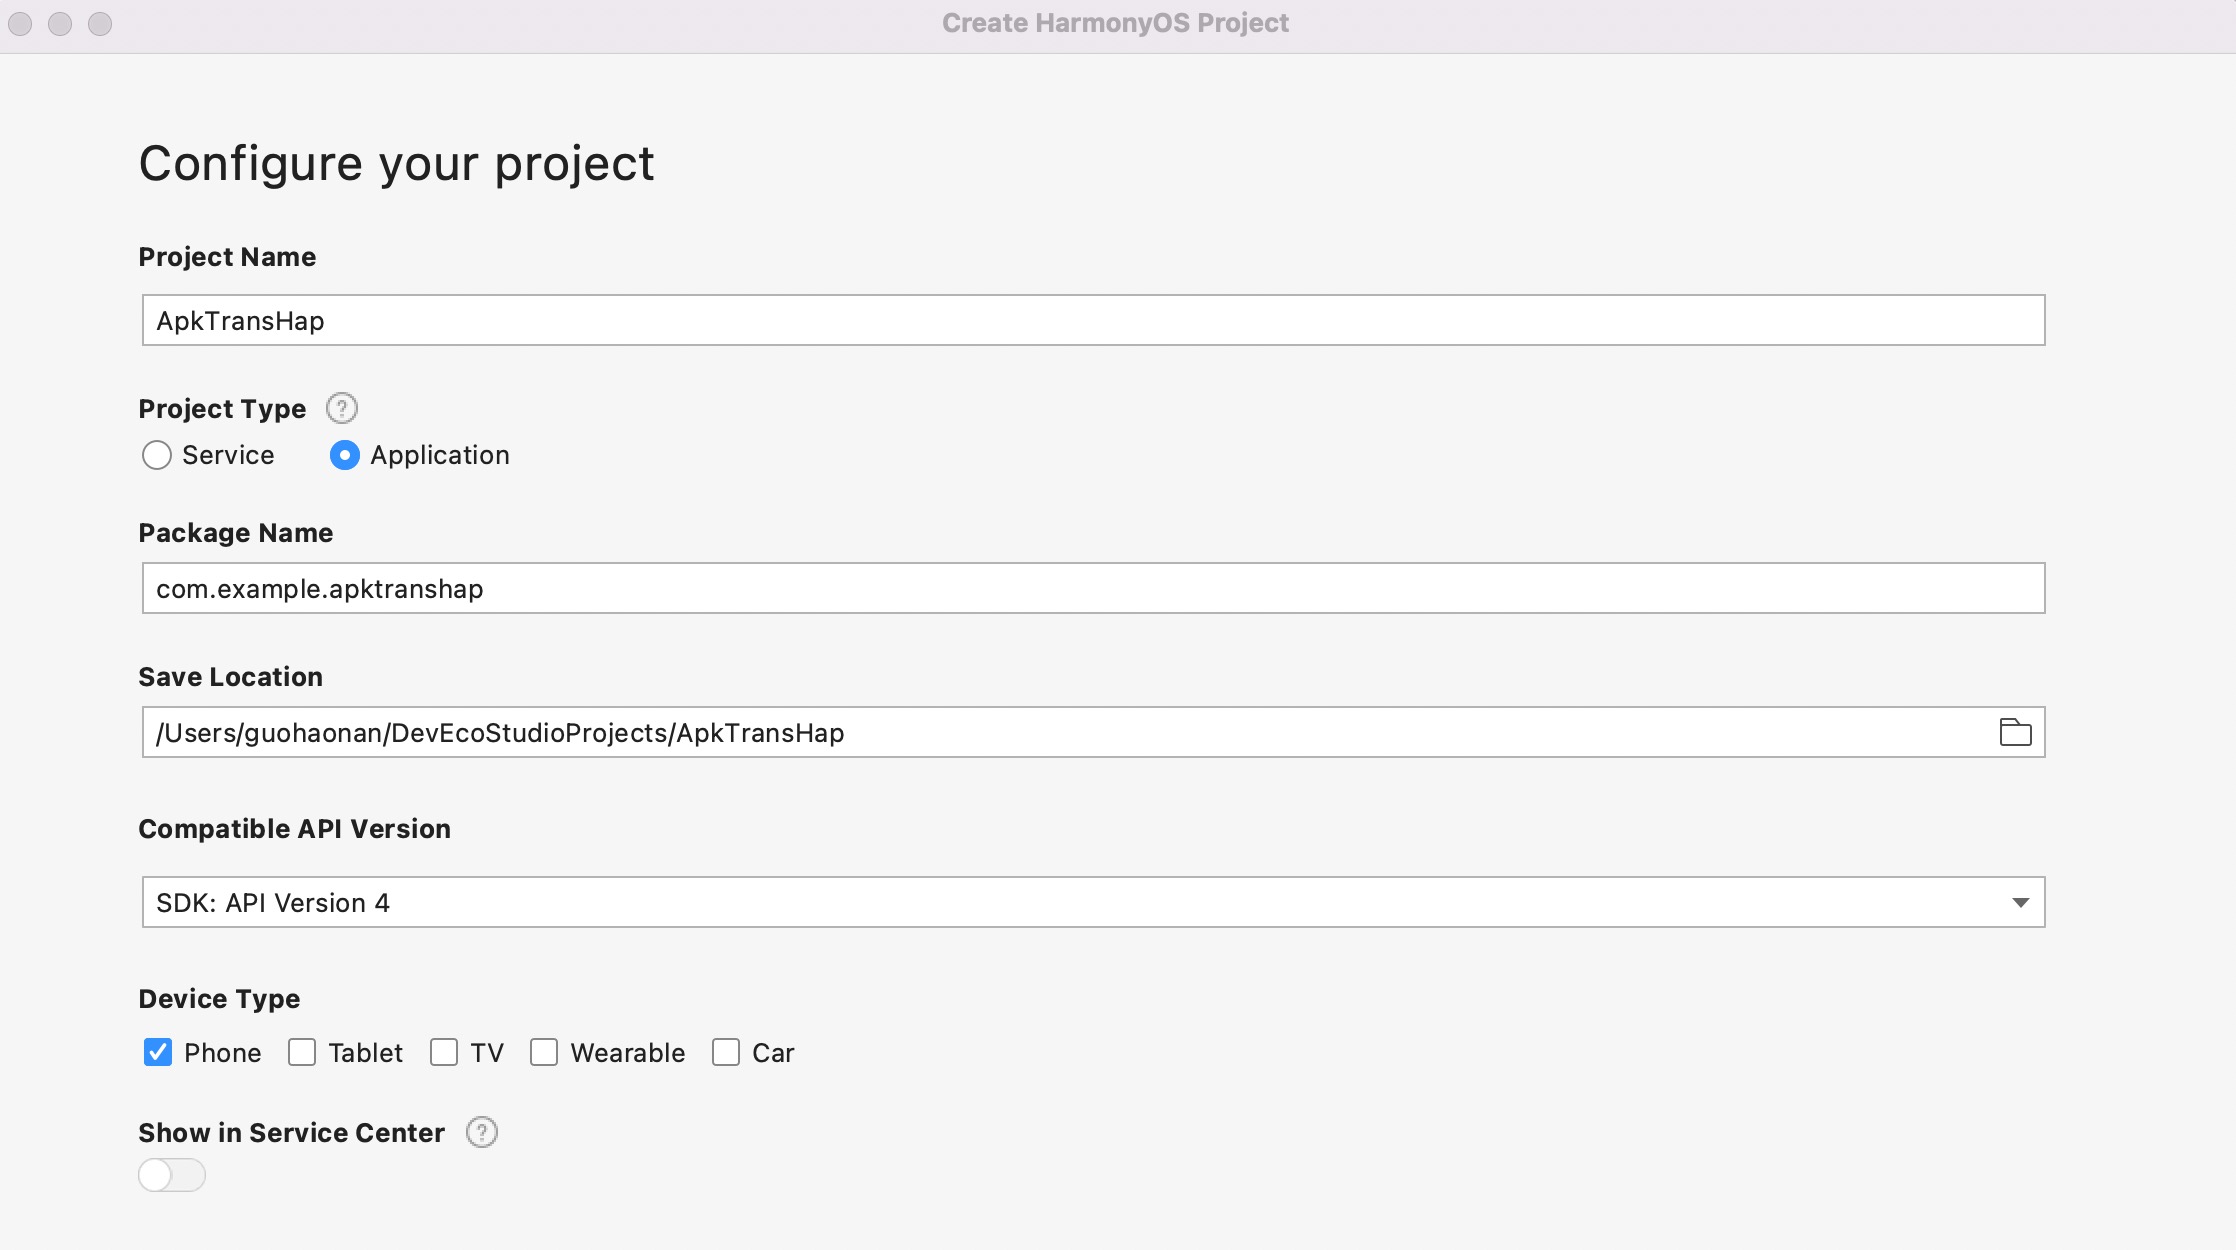 Create HarmonyOS Project
Configure your project
Project Name
ApkTransHap
Project Type ?
Service Application
Package Name
com.example.apktranshap
Save Location
/Users/guohaonan/DevEcoStudioProjects/ApkTransHap
Compatible API Version
SDK: API Version 4
Device Type
Phone Tablet TV Wearable Car
Show in Service Center ?